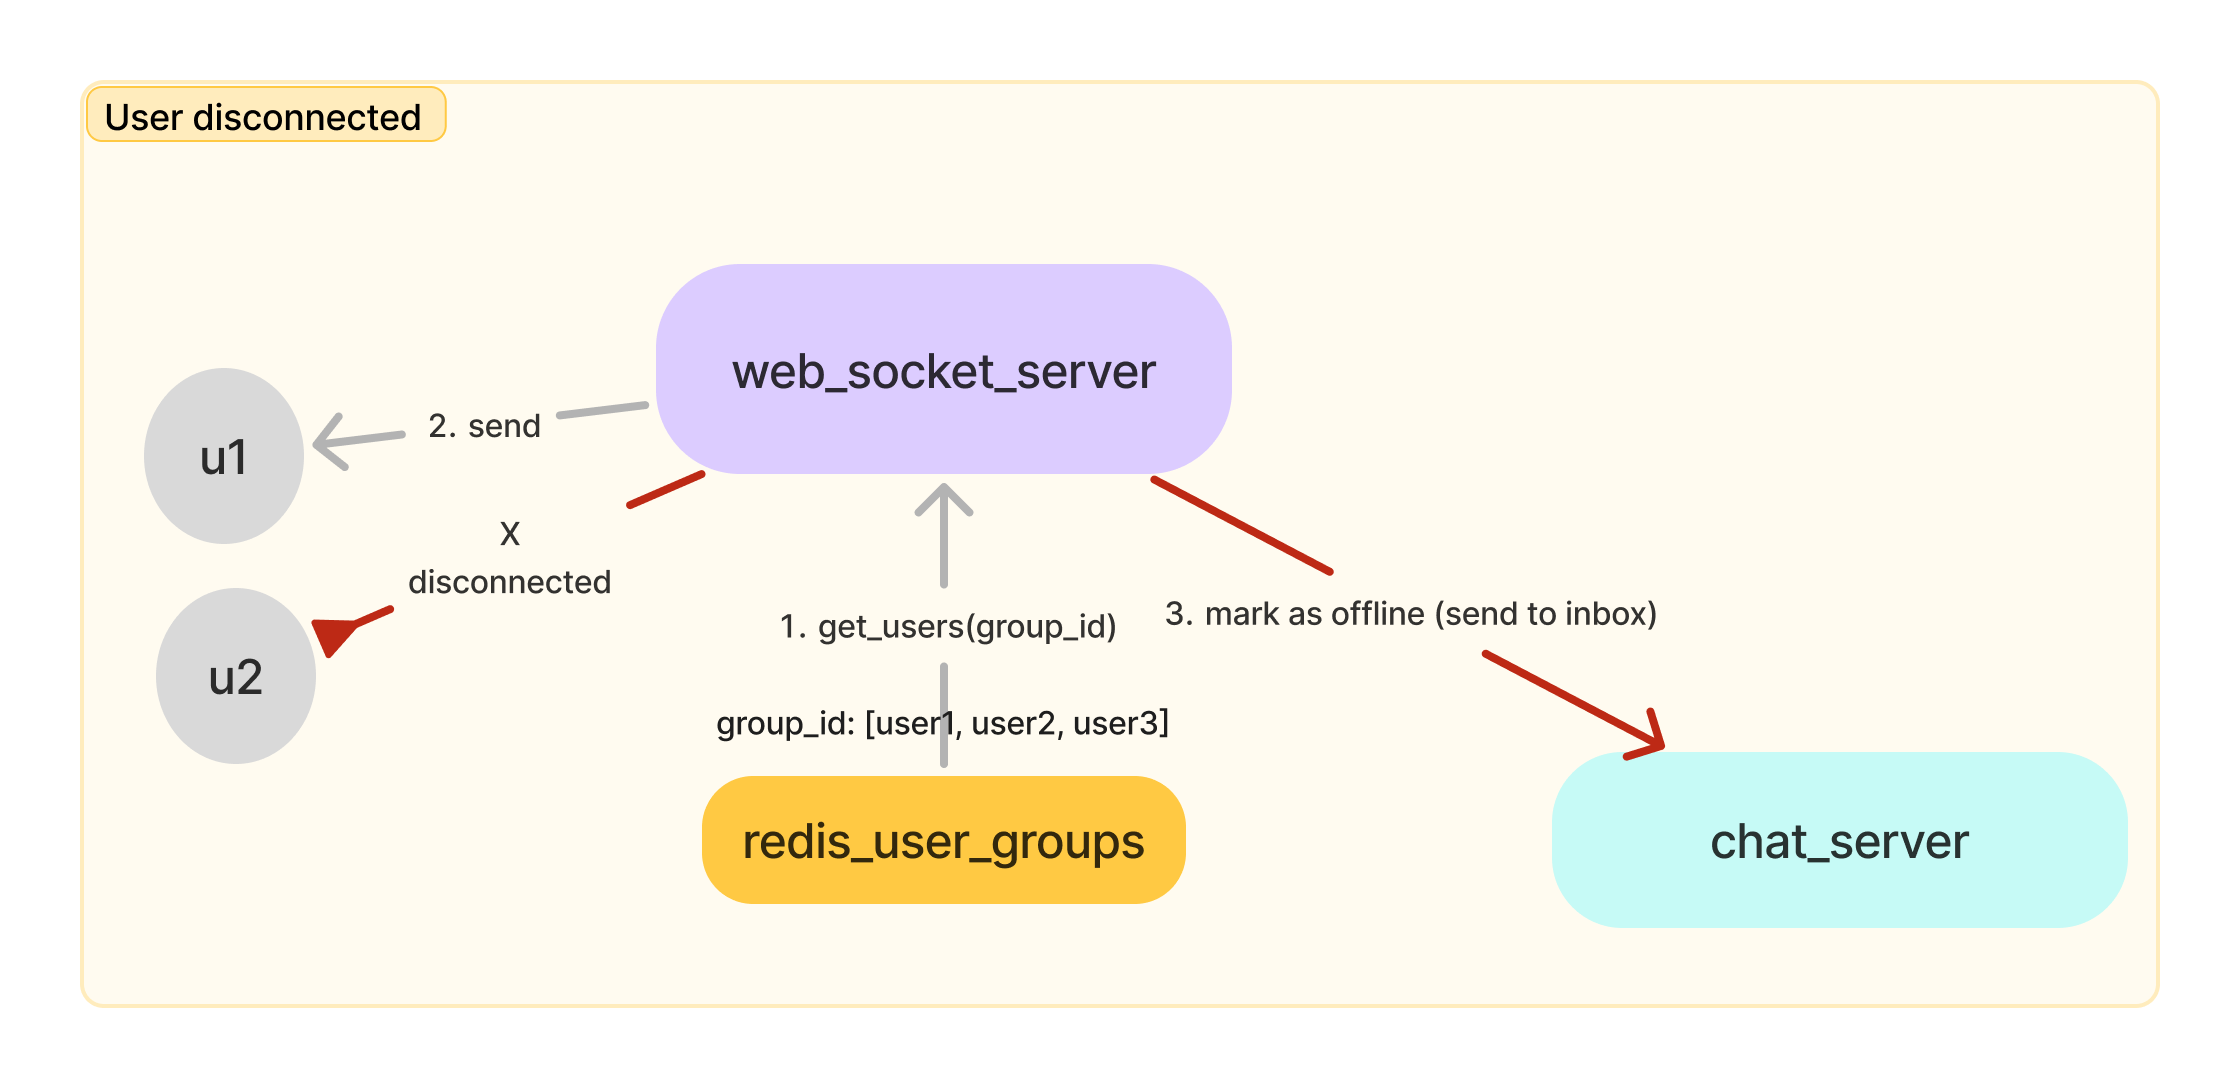 User disconnected
web_socket_server
2. send
u1
X
disconnected
u2
1. get_users(group_id)
3. mark as offline (send to inbox)
group_id: [user1, user2, user3]
redis_user_groups
chat_server